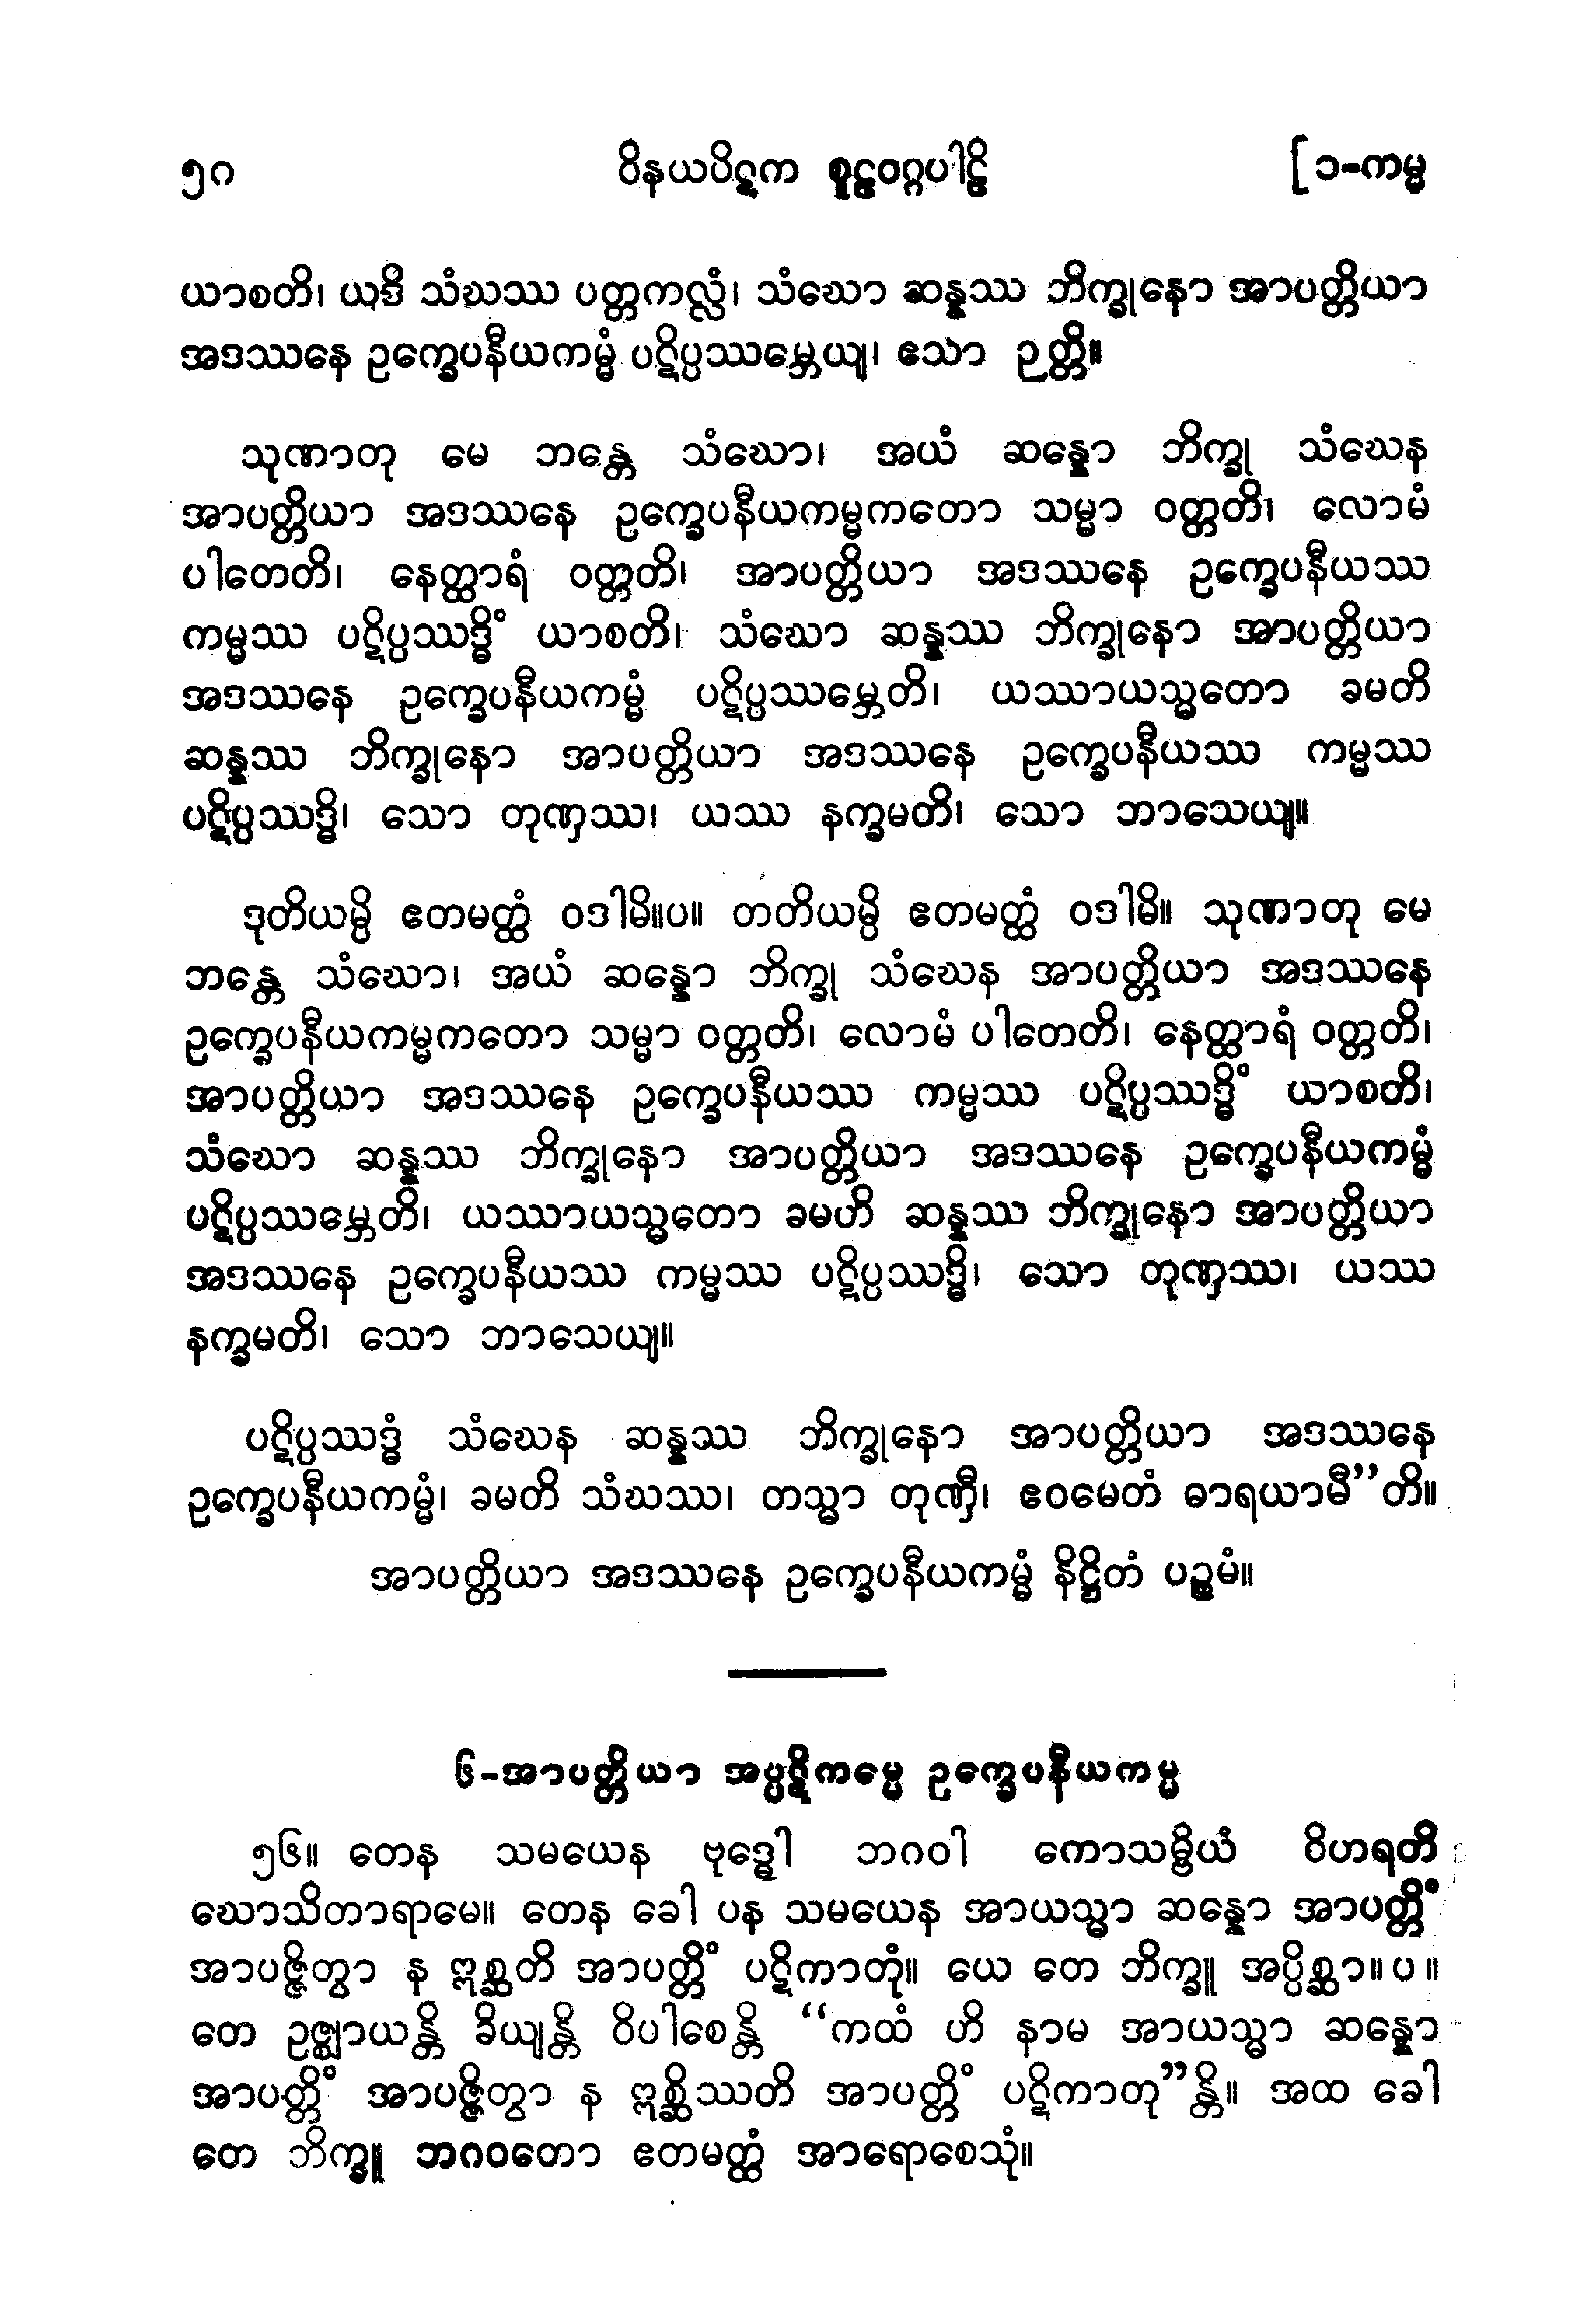 ၅၀ ဝိနယပိဋက စူဠဝဂ္ဂပါဠိ [၁-ကမ္မ
ယာစတိ၊ ယဒိ သံဃဿ ပတ္တကလ္လံ၊ သံဃော ဆန္နဿ ဘိက္ခုနော အာပတ္တိယာ
အဒဿနေ ဥက္ခေပနီယကမ္မံ ပဋိပ္ပဿမ္ဘေယျ၊ ဧသာ ဉတ္တိ။
သုဏာတု မေ ဘန္တေ သံဃော၊ အယံ ဆန္နော ဘိက္ခု သံဃေန
အာပတ္တိယာ အဒဿနေ ဥက္ခေပနီယကမ္မကတော သမ္မာ ဝတ္တတိ၊ လောမံ
ပါတေတိ၊ နေတ္ထာရံ ဝတ္တတိ၊ အာပတ္တိယာ အဒဿနေ ဥက္ခေပနီယဿ
ကမ္မဿ ပဋိပ္ပဿဒ္ဓိံ ယာစတိ၊ သံဃော ဆန္နဿ ဘိက္ခုနော အာပတ္တိယာ
အဒဿနေ ဥက္ခေပနီယကမ္မံ ပဋိပ္ပဿမ္ဘေတိ၊ ယဿာယသ္မတော ခမတိ
ဆန္နဿ ဘိက္ခုနော အာပတ္တိယာ အဒဿနေ ဥက္ခေပနီယဿ ကမ္မဿ
ပဋိပ္ပဿဒ္ဓိ၊ သော တုဏှဿ၊ ယဿ နက္ခမတိ၊ သော ဘာသေယျ။
ဒုတိယမ္ပိ ဧတမတ္ထံ ဝဒါမိ။ပ။ တတိယမ္ပိ ဧတမတ္ထံ ဝဒါမိ။ သုဏာတု မေ
ဘန္တေ သံဃော၊ အယံ ဆန္နော ဘိက္ခု သံဃေန အာပတ္တိယာ အဒဿနေ
ဥက္ခေပနီယကမ္မကတော သမ္မာ ဝတ္တတိ၊ လောမံ ပါတေတိ၊ နေတ္ထာရံ ဝတ္တတိ၊
အာပတ္တိယာ အဒဿနေ ဥက္ခေပနီယဿ ကမ္မဿ ပဋိပ္ပဿဒ္ဓိံ ယာစတိ၊
သံဃော ဆန္နဿ ဘိက္ခုနော အာပတ္တိယာ အဒဿနေ ဥက္ခေပနီယကမ္မံ
ပဋိပ္ပဿမ္ဘေတိ၊ ယဿာယသ္မတော ခမဟိ ဆန္နဿ ဘိက္ခုနော အာပတ္တိယာ
အဒဿနေ ဥက္ခေပနီယဿ ကမ္မဿ ပဋိပ္ပဿဒ္ဓိ၊ သော တုဏှဿ၊ ယဿ
နက္ခမတိ၊ သော ဘာသေယျ။
ပဋိပ္ပဿဒ္ဓံ သံဃေန ဆန္နဿ ဘိက္ခုနော အာပတ္တိယာ အဒဿနေ
ဥက္ခေပနီယကမ္မံ၊ ခမတိ သံဃဿ၊ တသ္မာ တုဏှီ၊ ဧဝမေတံ ဓာရယာမီ”တိ။
အာပတ္တိယာ အဒဿနေ ဥက္ခေပနီယကမ္မံ နိဋ္ဌိတံ ပဉ္စမံ။
၆-အာပတ္တိယာ အပ္ပဋိကမ္မေ ဥက္ခေပနီယကမ္မ
၅၆။ တေန သမယေန ဗုဒ္ဓေါ ဘဂဝါ ကောသမ္ဗိယံ ဝိဟရတိ
ဃောသိတာရာမေ။ တေန ခေါ ပန သမယေန အာယသ္မာ ဆန္နော အာပတ္တိံ
အာပဇ္ဇိတွာ န ဣစ္ဆတိ အာပတ္တိံ ပဋိကာတုံ။ ယေ တေ ဘိက္ခူ အပ္ပိစ္ဆာ။ပ။
တေ ဥဇ္ဈာယန္တိ ခိယျန္တိ ဝိပါစေန္တိ “ကထံ ဟိ နာမ အာယသ္မာ ဆန္နော
အာပတ္တိံ အာပဇ္ဇိတွာ န ဣစ္ဆိဿတိ အာပတ္တိံ ပဋိကာတု”န္တိ။ အထ ခေါ
တေ ဘိက္ခူ ဘဂဝတော ဧတမတ္ထံ အာရောစေသုံ။